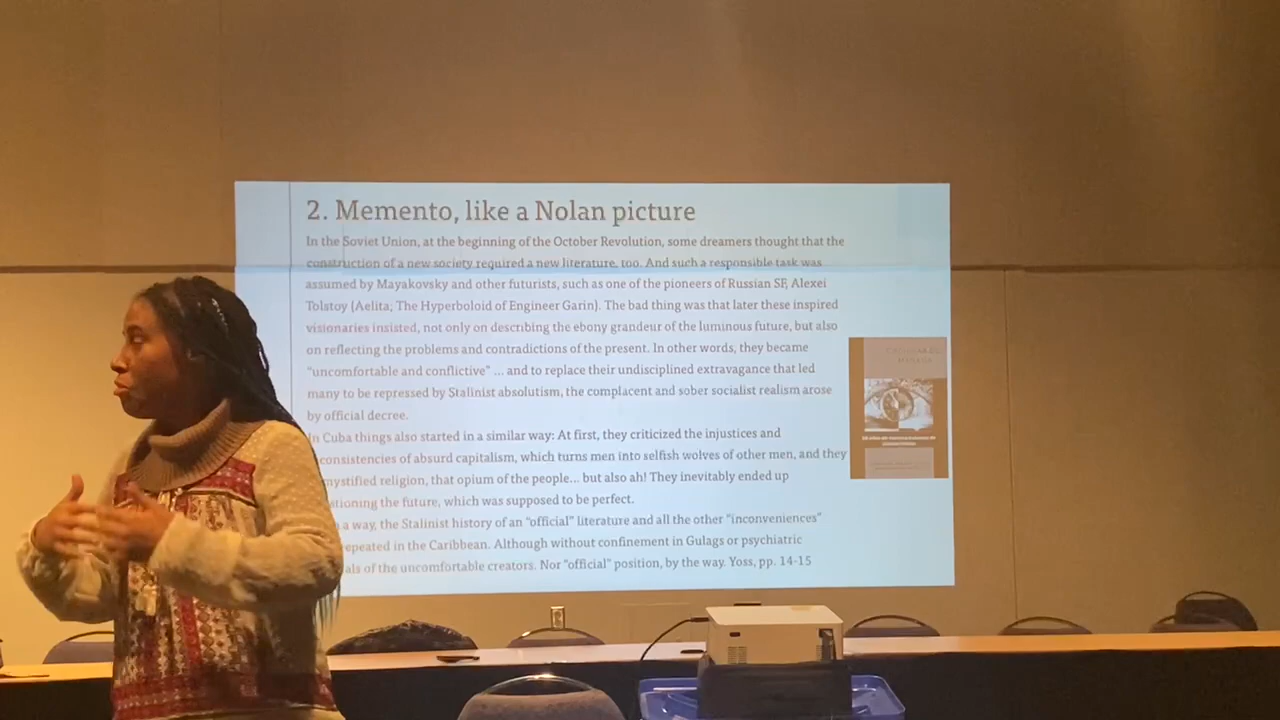 2. Memento, like a Nolan picture
In the Soviet Union, at the beginning of the October Revolution, some dreamers thought that the
construction of a new society required a new literature, too. And such a responsible task was
assumed by Mayakovsky and other futurists, such as one of the pioneers of Russian SF, Alexei
Tolstoy (Aelita; The Hyperboloid of Engineer Garin). The bad thing was that later these inspired
visionaries insisted, not only on describing the ebony grandeur of the luminous future, but also
on reflecting the problems and contradictions of the present. In other words, they became
“uncomfortable and conflictive” ... and to replace their undisciplined extravagance that led
many to be repressed by Stalinist absolutism, the complacent and sober socialist realism arose
by official decree.
In Cuba things also started in a similar way: At first, they criticized the injustices and
consistencies of absurd capitalism, which turns men into selfish wolves of other men, and they
mystified religion, that opium of the people... but also ah! They inevitably ended up
stioning the future, which was supposed to be perfect.
a way, the Stalinist history of an “official” literature and all the other “inconveniences”
epeated in the Caribbean. Although without confinement in Gulags or psychiatric
als of the uncomfortable creators. Nor “official” position, by the way. Yoss, pp. 14-15